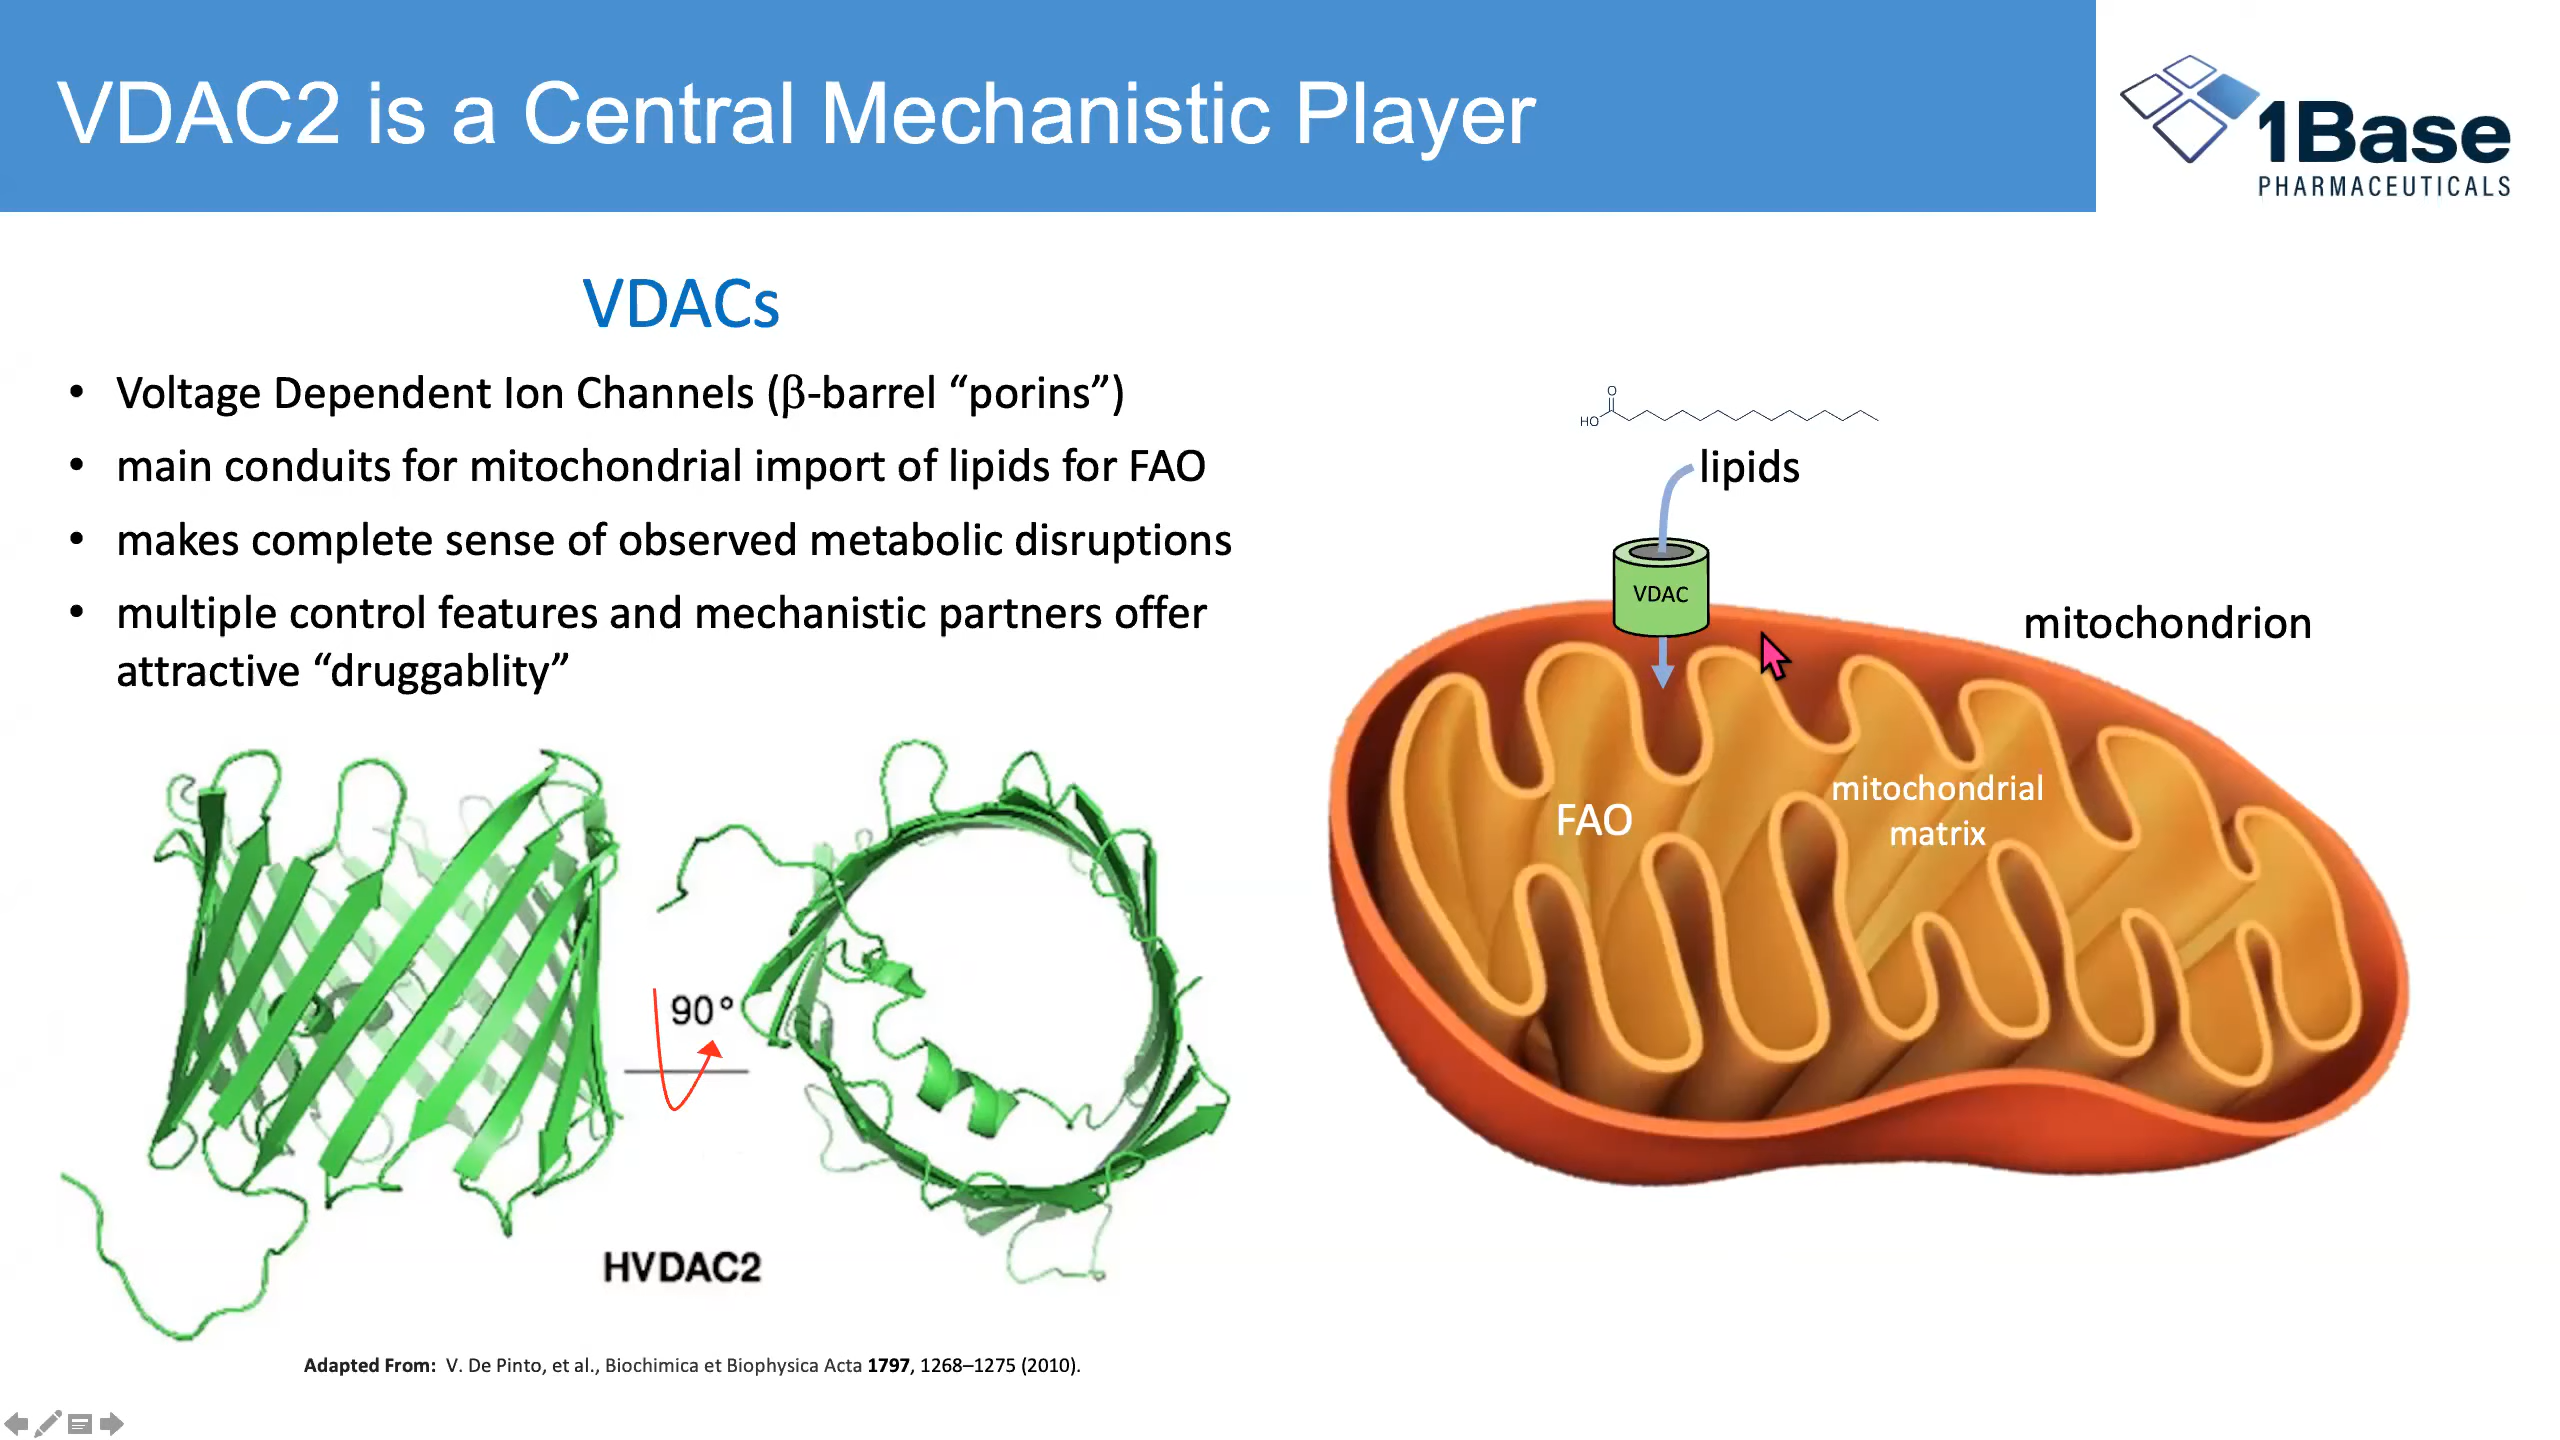 VDAC2 is a Central Mechanistic Player
1Base
PHARMACEUTICALS
VDACs
• Voltage Dependent Ion Channels (β-barrel “porins”)
• main conduits for mitochondrial import of lipids for FAO
• makes complete sense of observed metabolic disruptions
• multiple control features and mechanistic partners offer
attractive “druggablity”
90°
HVDAC2
Adapted From: V. De Pinto, et al., Biochimica et Biophysica Acta 1797, 1268–1275 (2010).
O
HO
lipids
VDAC
mitochondrion
FAO
mitochondrial
matrix